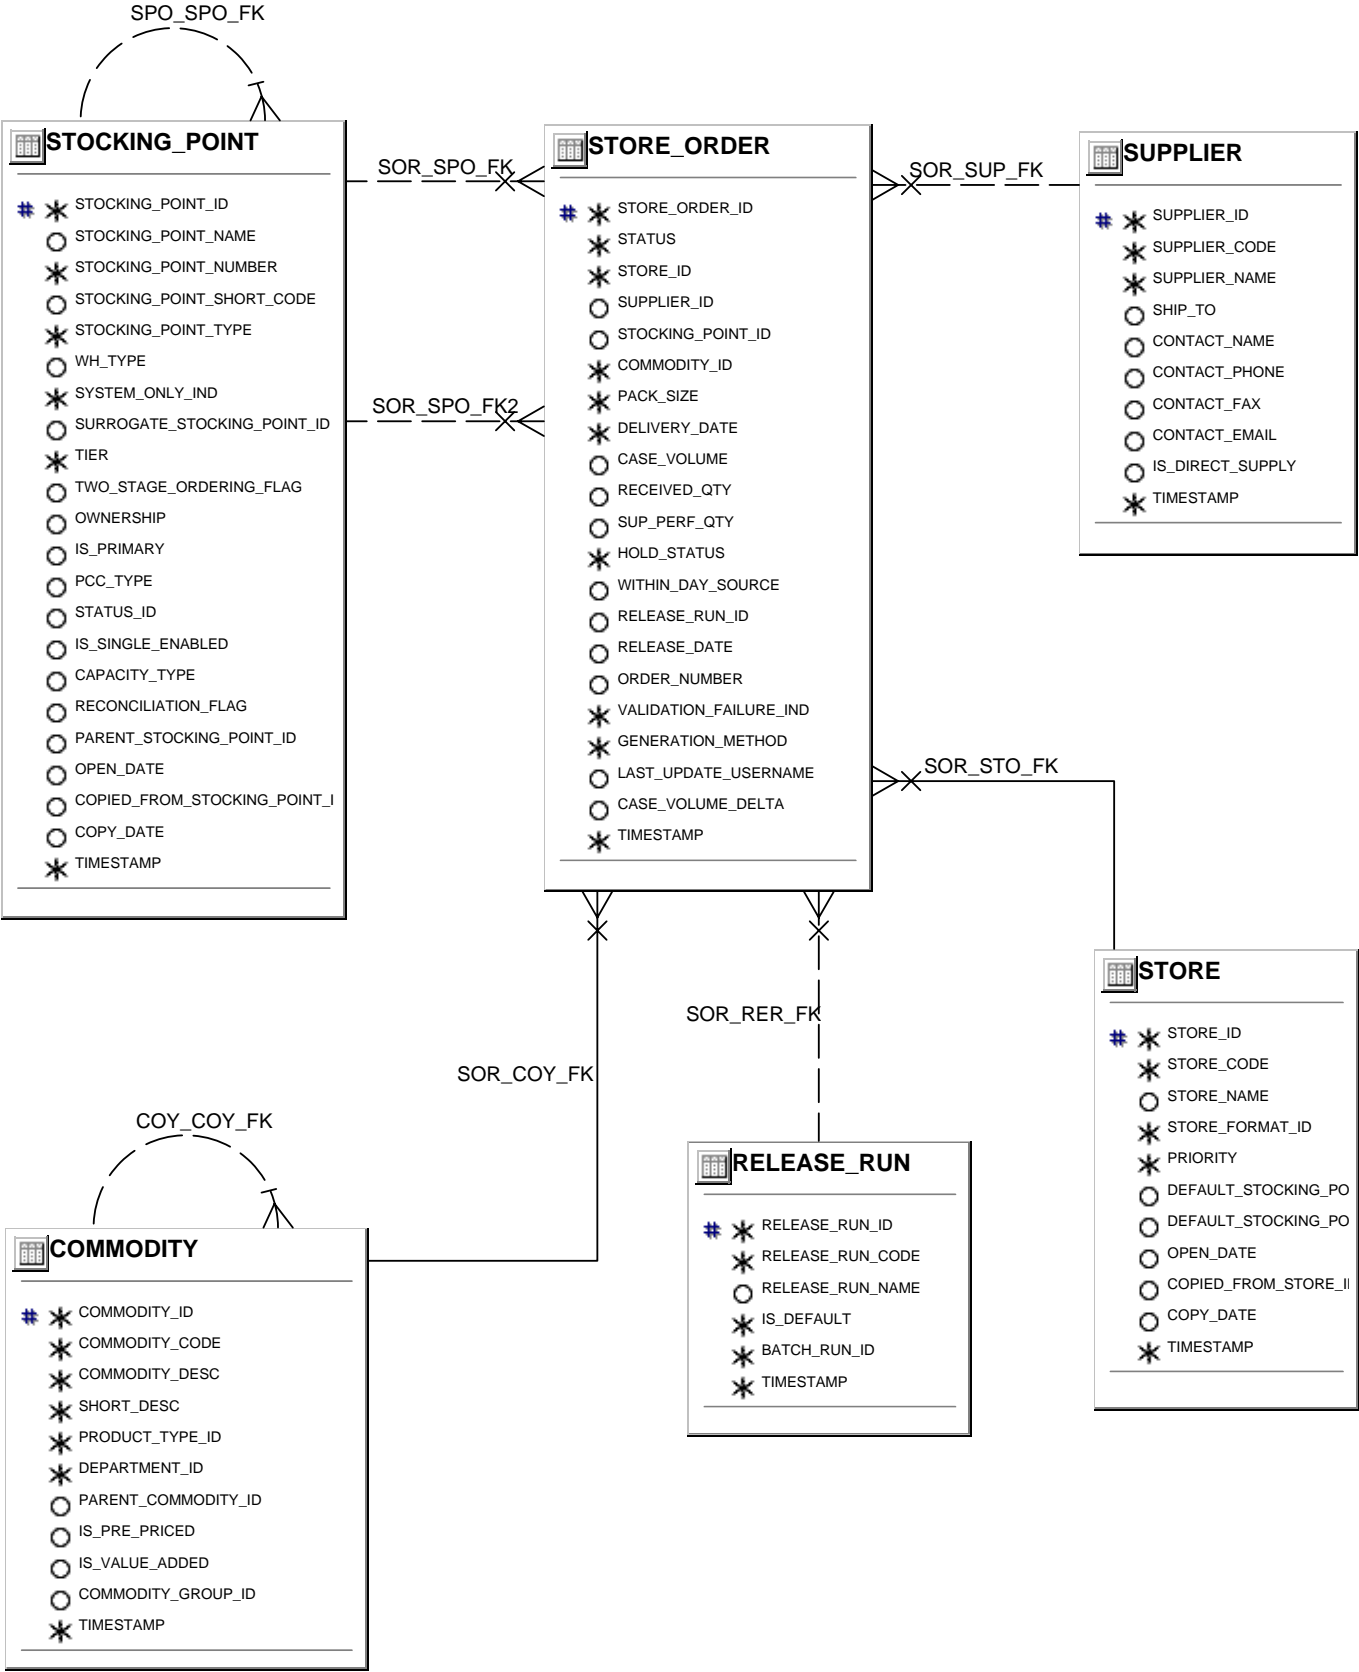 SPO_SPO_FK
STOCKING_POINT
# STOCKING_POINT_ID
STOCKING_POINT_NAME
STOCKING_POINT_NUMBER
STOCKING_POINT_SHORT_CODE
STOCKING_POINT_TYPE
WH_TYPE
SYSTEM_ONLY_IND
SURROGATE_STOCKING_POINT_ID
TIER
TWO_STAGE_ORDERING_FLAG
OWNERSHIP
IS_PRIMARY
PCC_TYPE
STATUS_ID
IS_SINGLE_ENABLED
CAPACITY_TYPE
RECONCILIATION_FLAG
PARENT_STOCKING_POINT_ID
OPEN_DATE
COPIED_FROM_STOCKING_POINT_I
COPY_DATE
TIMESTAMP
SOR_SPO_FK
SOR_SPO_FK2
STORE_ORDER
# STORE_ORDER_ID
STATUS
STORE_ID
SUPPLIER_ID
STOCKING_POINT_ID
COMMODITY_ID
PACK_SIZE
DELIVERY_DATE
CASE_VOLUME
RECEIVED_QTY
SUP_PERF_QTY
HOLD_STATUS
WITHIN_DAY_SOURCE
RELEASE_RUN_ID
RELEASE_DATE
ORDER_NUMBER
VALIDATION_FAILURE_IND
GENERATION_METHOD
LAST_UPDATE_USERNAME
CASE_VOLUME_DELTA
TIMESTAMP
SOR_SUP_FK
SUPPLIER
# SUPPLIER_ID
SUPPLIER_CODE
SUPPLIER_NAME
SHIP_TO
CONTACT_NAME
CONTACT_PHONE
CONTACT_FAX
CONTACT_EMAIL
IS_DIRECT_SUPPLY
TIMESTAMP
SOR_STO_FK
STORE
# STORE_ID
STORE_CODE
STORE_NAME
STORE_FORMAT_ID
PRIORITY
DEFAULT_STOCKING_PO
DEFAULT_STOCKING_PO
OPEN_DATE
COPIED_FROM_STORE_I
COPY_DATE
TIMESTAMP
SOR_RER_FK
SOR_COY_FK
COY_COY_FK
RELEASE_RUN
# RELEASE_RUN_ID
RELEASE_RUN_CODE
RELEASE_RUN_NAME
IS_DEFAULT
BATCH_RUN_ID
TIMESTAMP
COMMODITY
# COMMODITY_ID
COMMODITY_CODE
COMMODITY_DESC
SHORT_DESC
PRODUCT_TYPE_ID
DEPARTMENT_ID
PARENT_COMMODITY_ID
IS_PRE_PRICED
IS_VALUE_ADDED
COMMODITY_GROUP_ID
TIMESTAMP